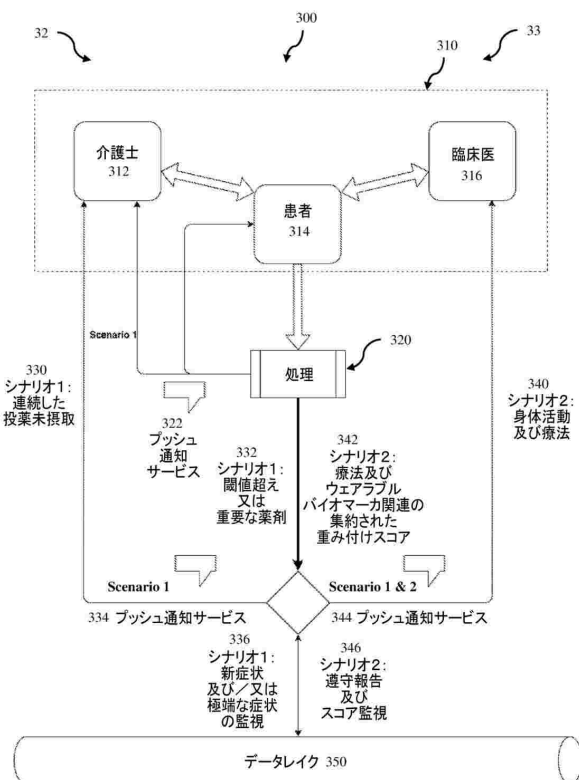 32
300
33
310
介護士
312
臨床医
316
患者
314
Scenario 1
320
処理
330
シナリオ1:
連続した
投薬未摂取
322
プッシュ
通知
サービス
332
シナリオ1:
閾値超え
又は
重要な薬剤
342
シナリオ2:
療法及び
ウェアラブル
バイオマーカ関連の
集約された
重み付けスコア
340
シナリオ2:
身体活動
及び療法
Scenario 1
Scenario 1 & 2
334 プッシュ通知サービス
344 プッシュ通知サービス
336
シナリオ1:
新症状
及び/又は
極端な症状
の監視
346
シナリオ2:
遵守報告
及び
スコア監視
データレイク 350